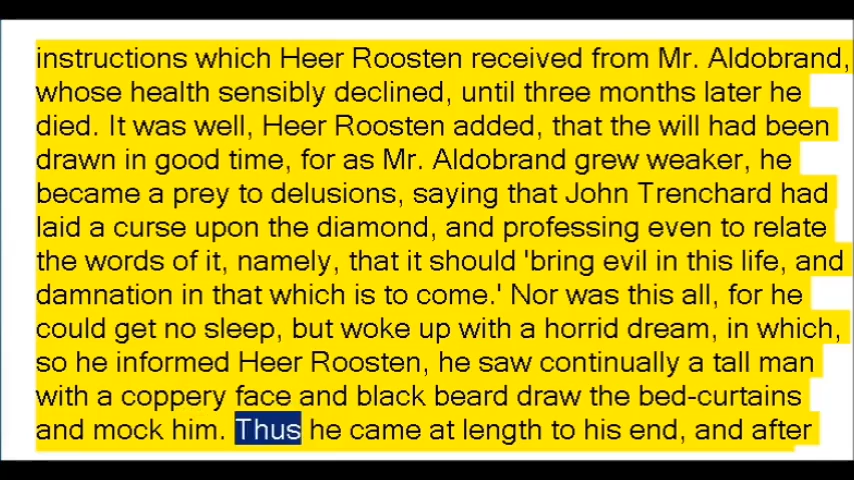 instructions which Heer Roosten received from Mr. Aldobrand,
whose health sensibly declined, until three months later he
died. It was well, Heer Roosten added, that the will had been
drawn in good time, for as Mr. Aldobrand grew weaker, he
became a prey to delusions, saying that John Trenchard had
laid a curse upon the diamond, and professing even to relate
the words of it, namely, that it should 'bring evil in this life, and
damnation in that which is to come.' Nor was this all, for he
could get no sleep, but woke up with a horrid dream, in which,
so he informed Heer Roosten, he saw continually a tall man
with a coppery face and black beard draw the bed-curtains
and mock him. Thus he came at length to his end, and after